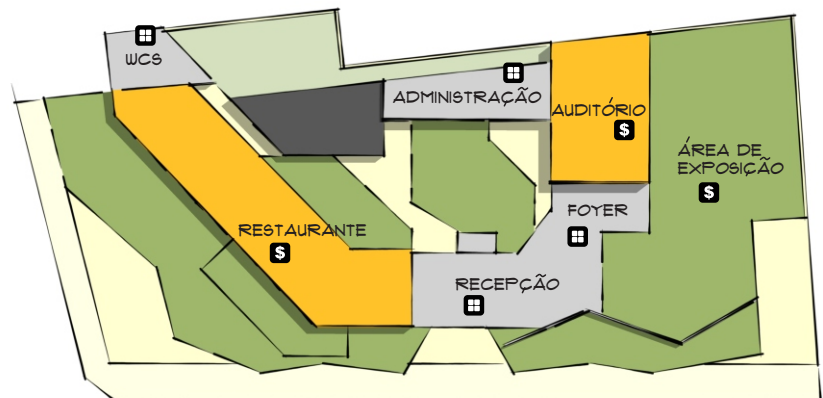 WCS
ADMINISTRAÇÃO
AUDITÓRIO
$
ÁREA DE
EXPOSIÇÃO
$
FOYER
RESTAURANTE
$
RECEPÇÃO